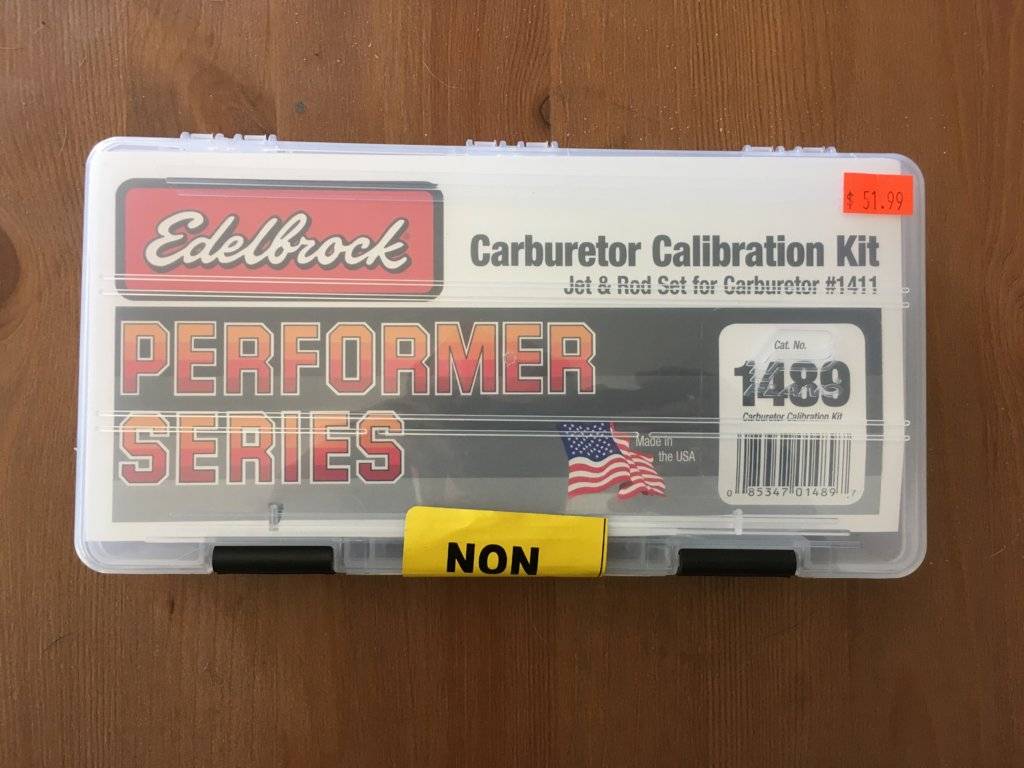 Edelbrock
$ 51.99
Carburetor Calibration Kit
Jet & Rod Set for Carburetor #1411
PERFORMER
SERIES
Cat. No.
1489
Carburetor Calibration Kit
Made in
the USA
0 85347 01489 7
NON